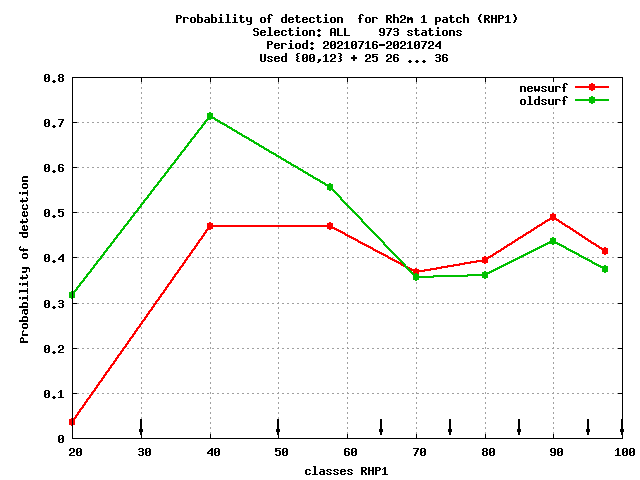 Probability of detection  for Rh2m 1 patch (RHP1)
Selection: ALL    973 stations
Period: 20210716-20210724
Used {00,12} + 25 26 ... 36
newsurf
oldsurf
Probability of detection
0.8
0.7
0.6
0.5
0.4
0.3
0.2
0.1
0
20 30 40 50 60 70 80 90 100
classes RHP1